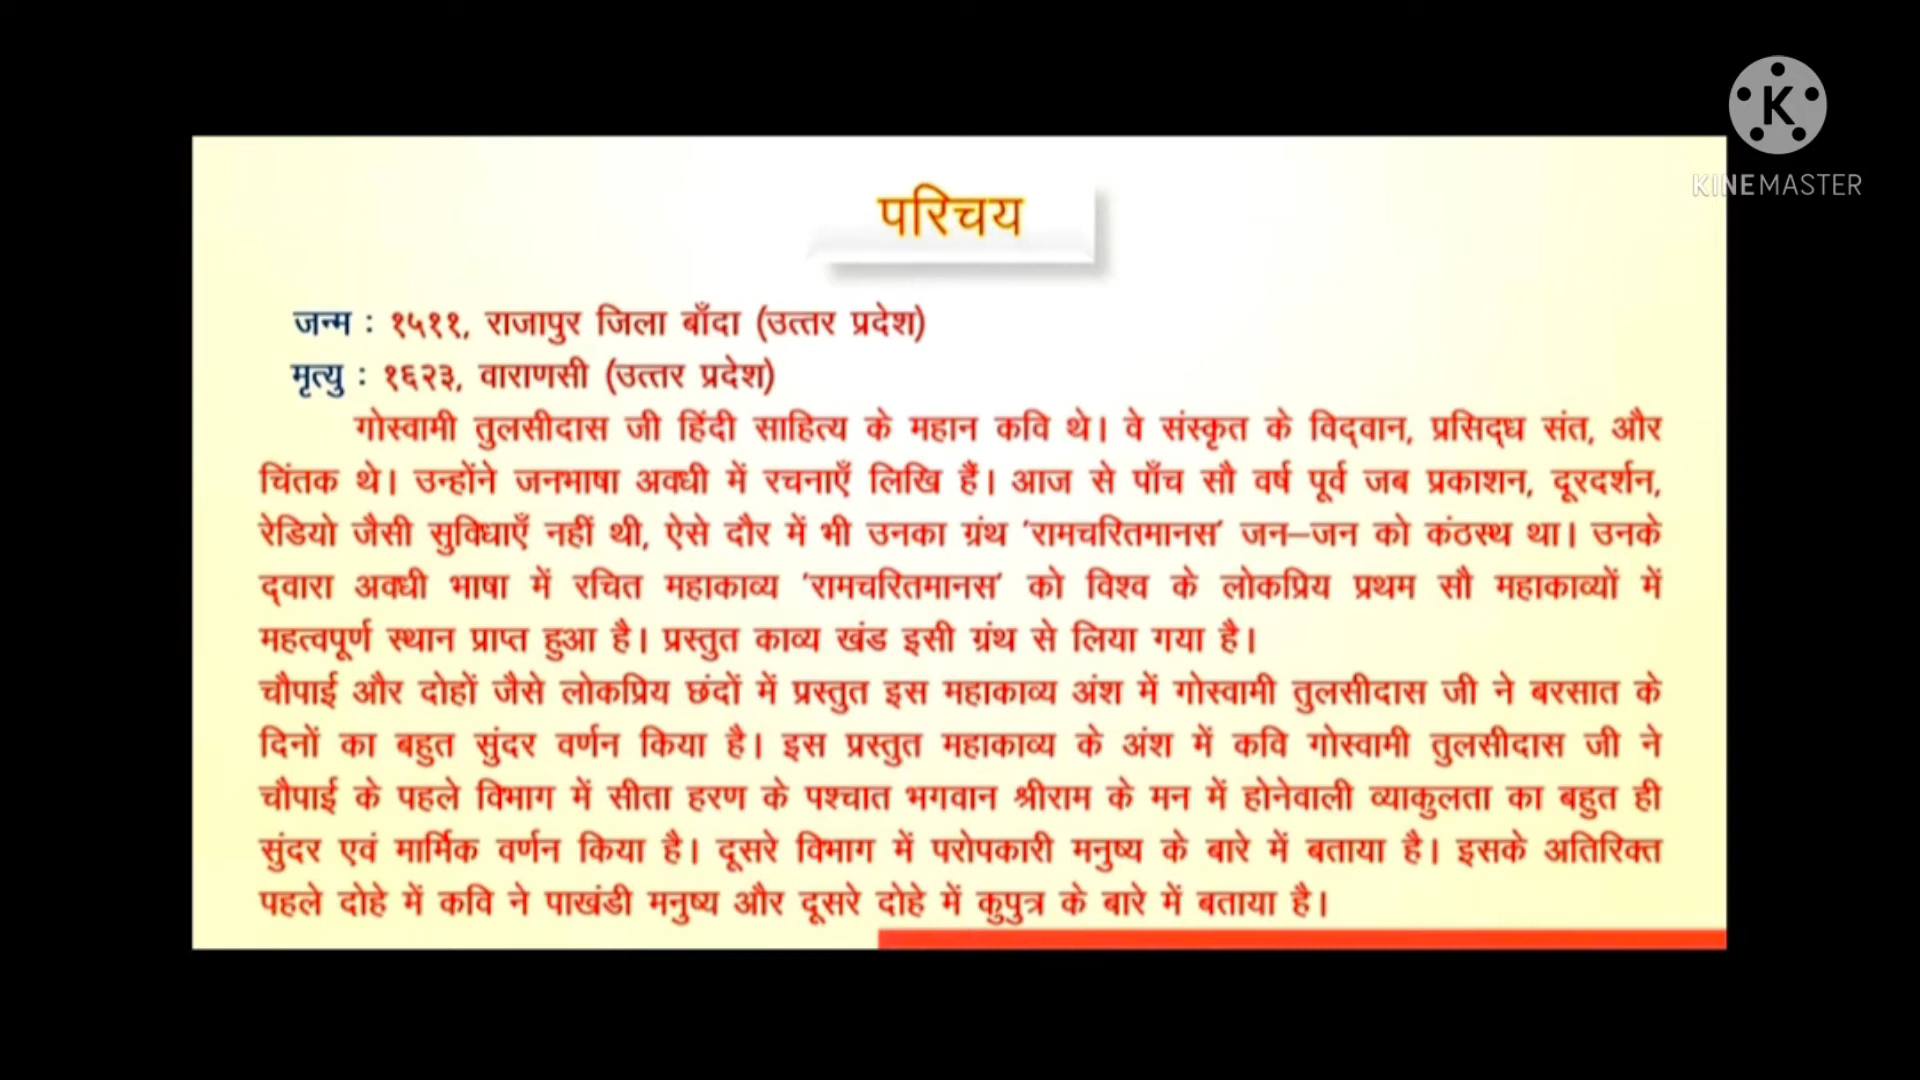 KINEMASTER
परिचय
जन्म : १५११, राजापुर जिला बाँदा (उत्तर प्रदेश)
मृत्यु : १६२३, वाराणसी (उत्तर प्रदेश)
गोस्वामी तुलसीदास जी हिंदी साहित्य के महान कवि थे। वे संस्कृत के विद्‌वान, प्रसिद्‌ध संत, और
चिंतक थे। उन्होंने जनभाषा अवधी में रचनाएँ लिखि हैं। आज से पाँच सौ वर्ष पूर्व जब प्रकाशन, दूरदर्शन,
रेडियो जैसी सुविधाएँ नहीं थी, ऐसे दौर में भी उनका ग्रंथ 'रामचरितमानस' जन–जन को कंठस्थ था। उनके
द्‌वारा अवधी भाषा में रचित महाकाव्य 'रामचरितमानस' को विश्व के लोकप्रिय प्रथम सौ महाकाव्यों में
महत्वपूर्ण स्थान प्राप्त हुआ है। प्रस्तुत काव्य खंड इसी ग्रंथ से लिया गया है।
चौपाई और दोहों जैसे लोकप्रिय छंदों में प्रस्तुत इस महाकाव्य अंश में गोस्वामी तुलसीदास जी ने बरसात के
दिनों का बहुत सुंदर वर्णन किया है। इस प्रस्तुत महाकाव्य के अंश में कवि गोस्वामी तुलसीदास जी ने
चौपाई के पहले विभाग में सीता हरण के पश्चात भगवान श्रीराम के मन में होनेवाली व्याकुलता का बहुत ही
सुंदर एवं मार्मिक वर्णन किया है। दूसरे विभाग में परोपकारी मनुष्य के बारे में बताया है। इसके अतिरिक्त
पहले दोहे में कवि ने पाखंडी मनुष्य और दूसरे दोहे में कुपुत्र के बारे में बताया है।